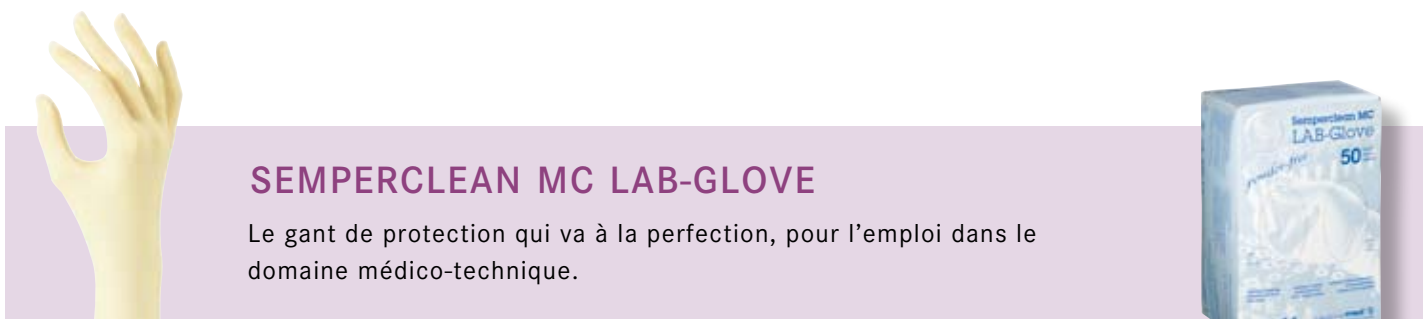 SEMPERCLEAN MC LAB-GLOVE
Le gant de protection qui va à la perfection, pour l’emploi dans le
domaine médico-technique.
Semperclean MC
LAB-Glove
50
powder-free